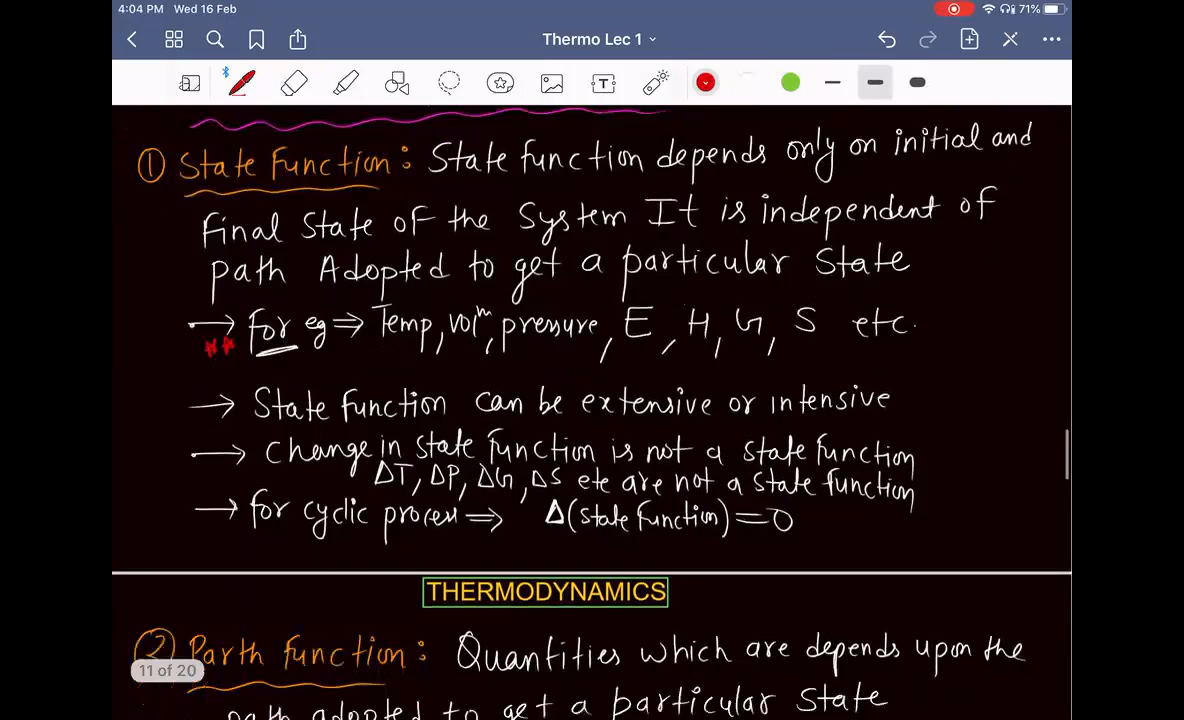 4:04 PM Wed 16 Feb 71%
Thermo Lec 1
① State Function: State function depends only on initial and
final state of the system It is independent of
path Adopted to get a particular state
→ for eg ⇒ Temp, volm, pressure, E, H, G, S etc.
→ State function can be extensive or intensive
→ Change in state function is not a state function
ΔT, ΔP, ΔG, ΔS etc are not a state function
→ for cyclic process ⇒ Δ(state function) = 0
THERMODYNAMICS
② Parth function: Quantities which are depends upon the
11 of 20
path adopted to get a particular state